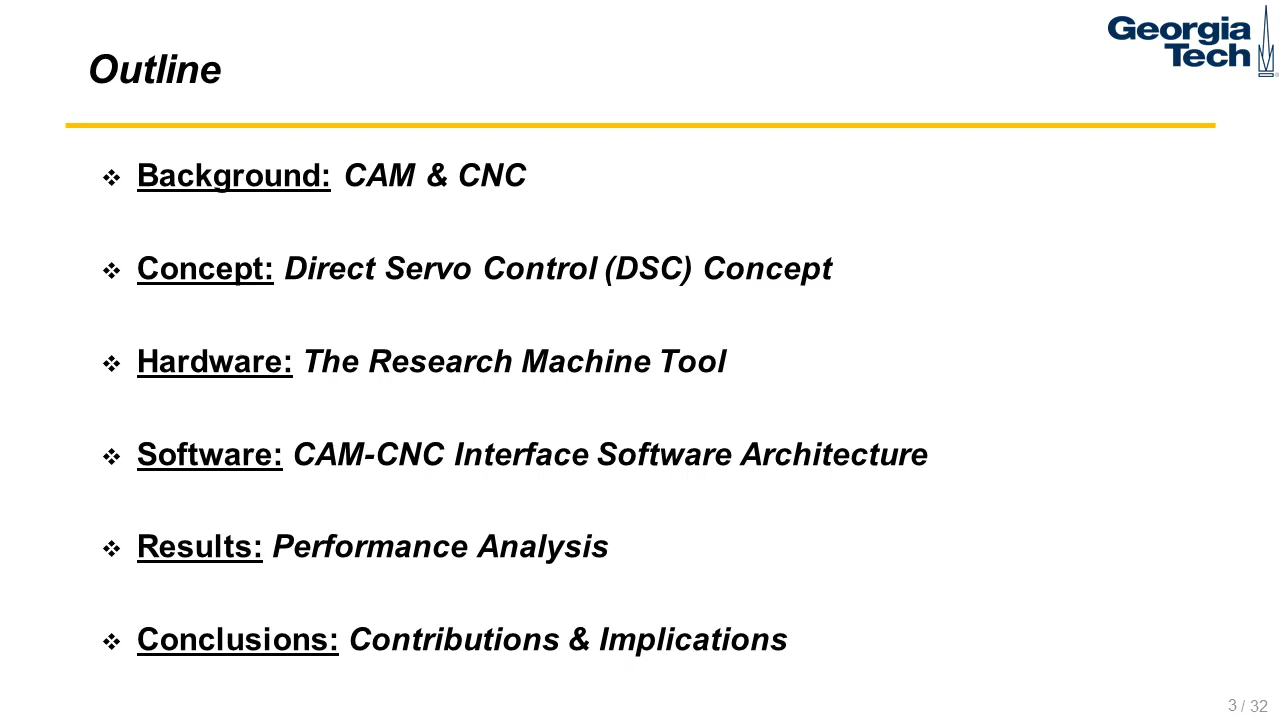 Georgia
Tech
Outline
❖ Background: CAM & CNC
❖ Concept: Direct Servo Control (DSC) Concept
❖ Hardware: The Research Machine Tool
❖ Software: CAM-CNC Interface Software Architecture
❖ Results: Performance Analysis
❖ Conclusions: Contributions & Implications
3 / 32